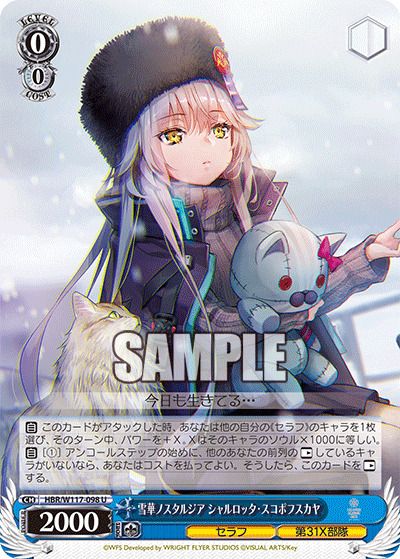 LEVEL
0
0
COST
SAMPLE
今日も生きてる…
自 このカードがアタックした時、あなたは他の自分の《セラフ》のキャラを1枚
選び、そのターン中、パワーを＋X。Xはそのキャラのソウル×1000に等しい。
自 [①] アンコールステップの始めに、他のあなたの前列の
しているキャラがいないなら、あなたはコストを払ってよい。そうしたら、このカードを
する。
CH HBR/W117-098 U
2000
雪華ノスタルジア シャルロッタ・スコポフスカヤ
セラフ
第31X部隊
©WFS Developed by WRIGHT FLYER STUDIOS ©VISUAL ARTS/Key